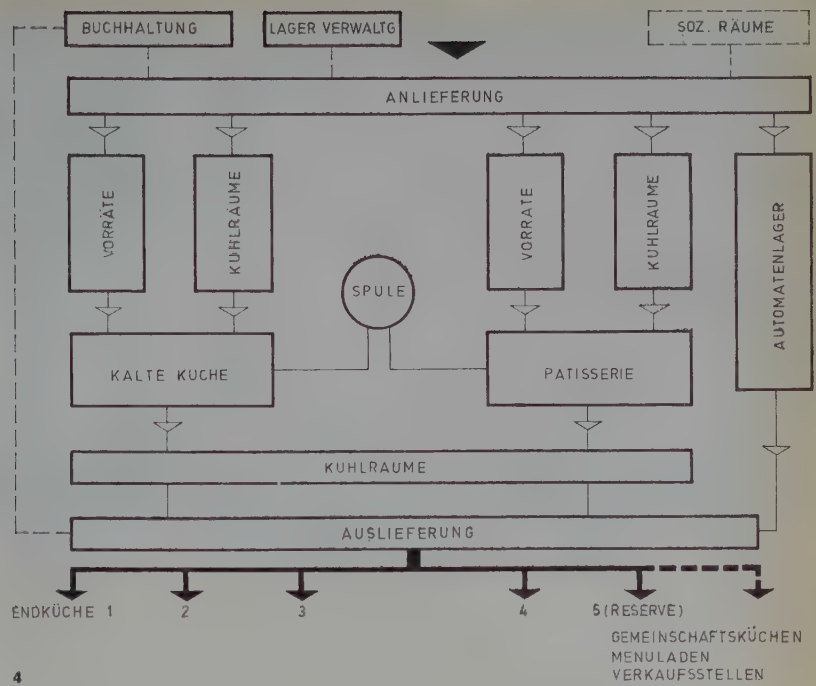 BUCHHALTUNG
LAGER VERWALTG
SOZ. RÄUME
ANLIEFERUNG
VORRÄTE
KUHLRÄUME
VORRATE
KUHLRAUME
AUTOMATENLAGER
SPULE
KALTE KUCHE
PATISSERIE
KUHLRAUME
AUSLIEFERUNG
ENDKÜCHE 1 2 3 4 5 (RESERVE)
GEMEINSCHAFTSKÜCHEN
MENULADEN
VERKAUFSSTELLEN
4